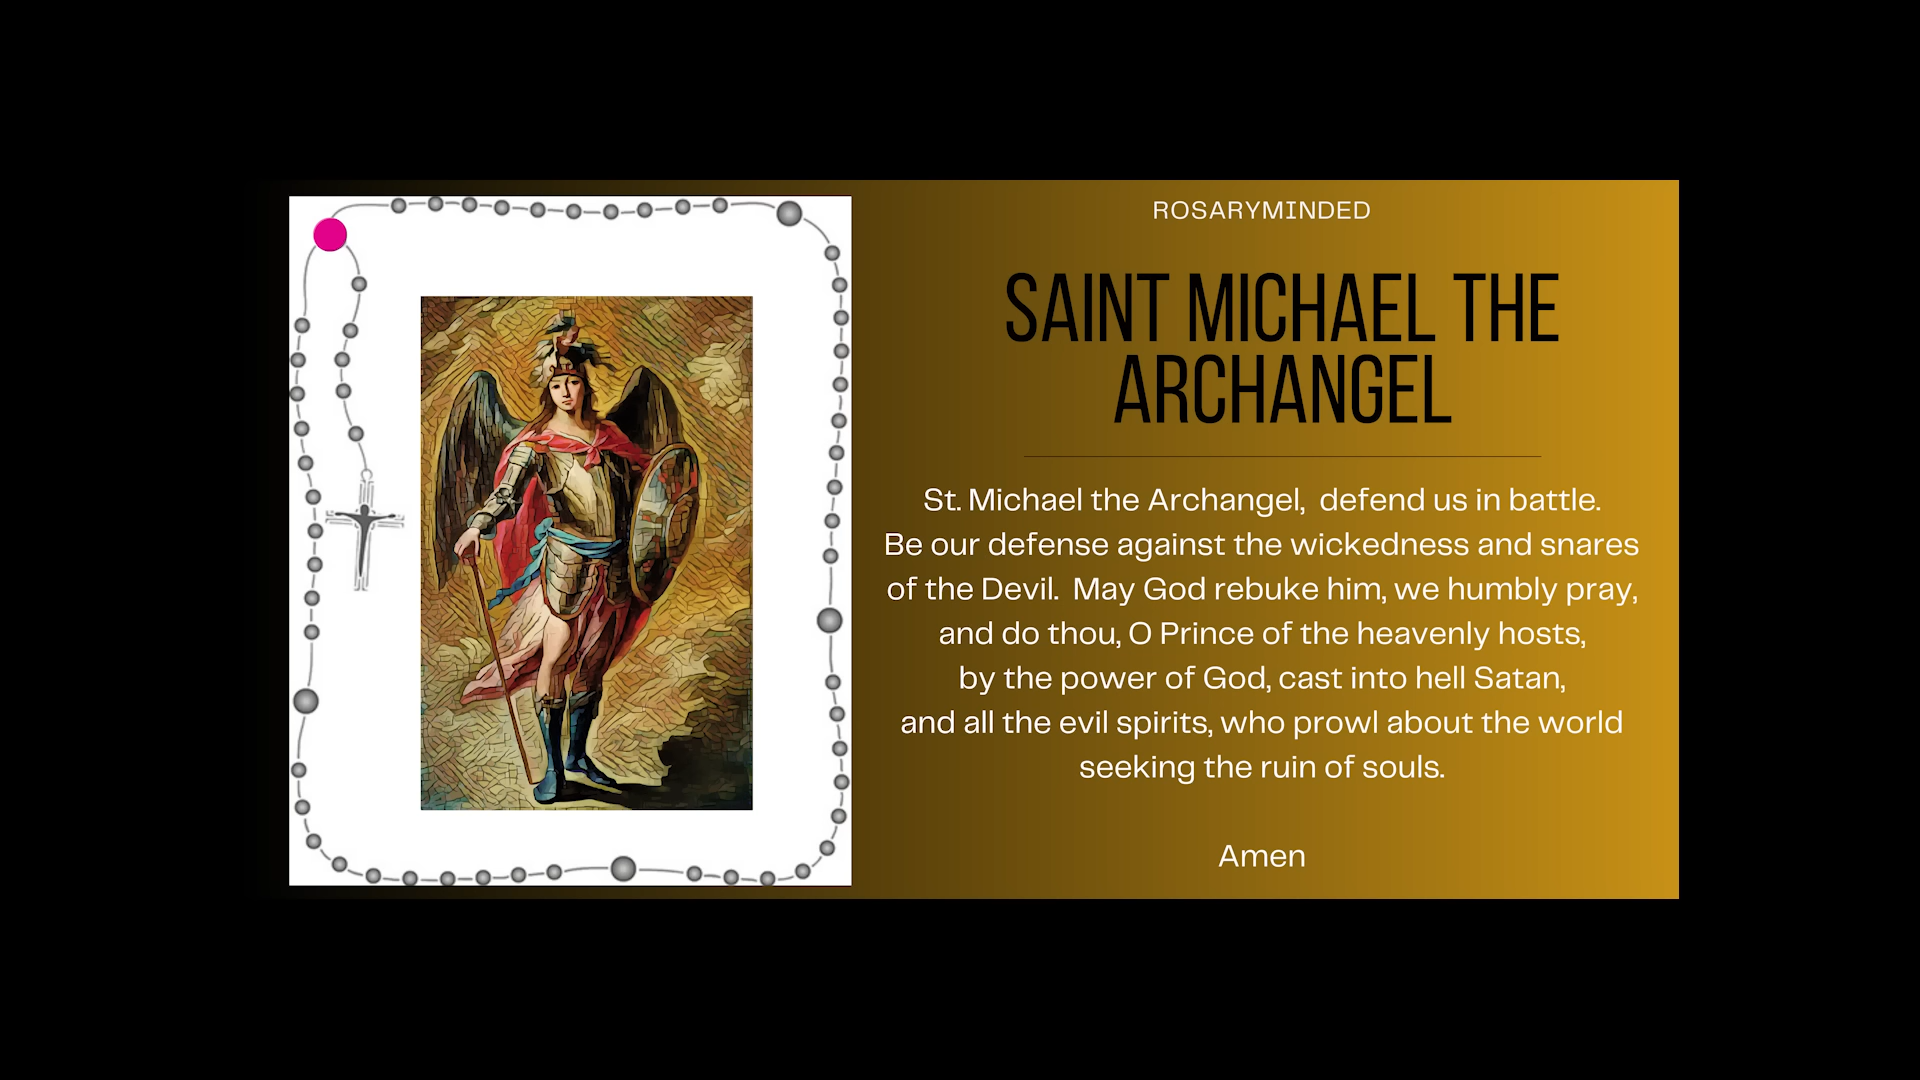 ROSARYMINDED
SAINT MICHAEL THE
ARCHANGEL
St. Michael the Archangel,  defend us in battle.
Be our defense against the wickedness and snares
of the Devil.  May God rebuke him, we humbly pray,
and do thou, O Prince of the heavenly hosts,
by the power of God, cast into hell Satan,
and all the evil spirits, who prowl about the world
seeking the ruin of souls.
Amen